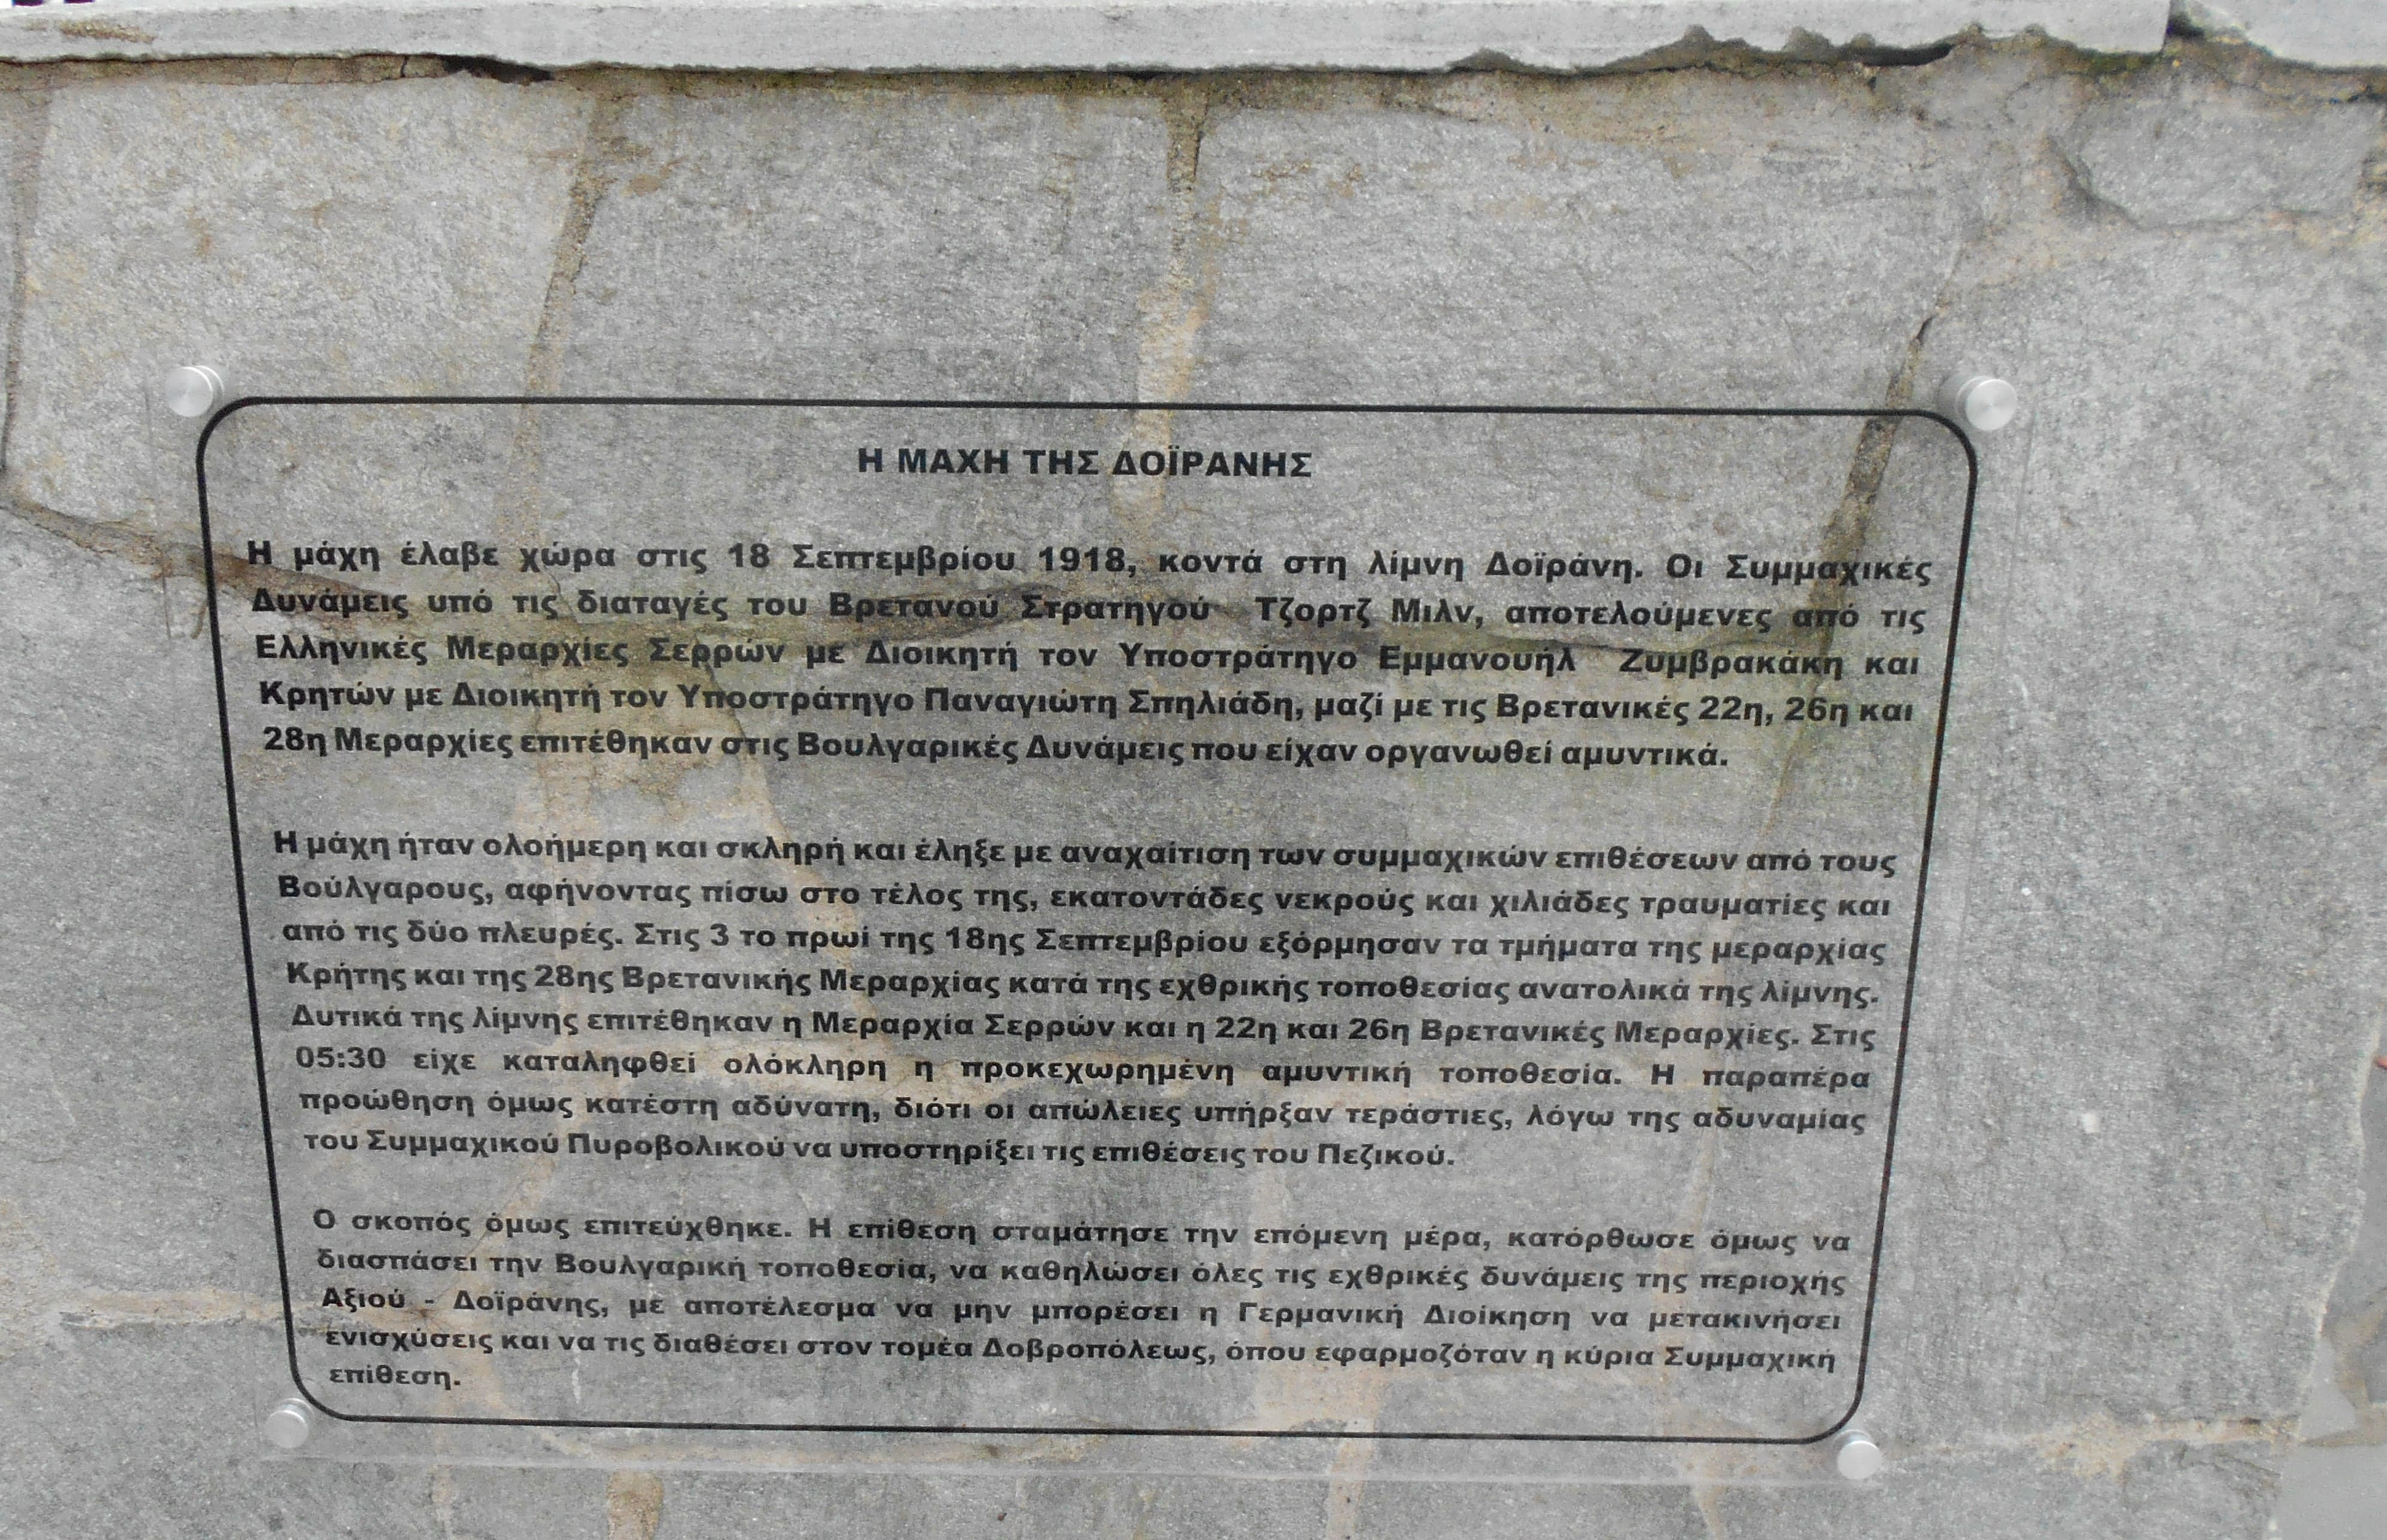 Η ΜΑΧΗ ΤΗΣ ΔΟΪΡΑΝΗΣ
Η μάχη έλαβε χώρα στις 18 Σεπτεμβρίου 1918, κοντά στη λίμνη Δοϊράνη. Οι Συμμαχικές
Δυνάμεις υπό τις διαταγές του Βρετανού Στρατηγού Τζορτζ Μιλν, αποτελούμενες από τις
Ελληνικές Μεραρχίες Σερρών με Διοικητή τον Υποστράτηγο Εμμανουήλ Ζυμβρακάκη και
Κρητών με Διοικητή τον Υποστράτηγο Παναγιώτη Σπηλιάδη, μαζί με τις Βρετανικές 22η, 26η και
28η Μεραρχίες επιτέθηκαν στις Βουλγαρικές Δυνάμεις που είχαν οργανωθεί αμυντικά.
Η μάχη ήταν ολοήμερη και σκληρή και έληξε με αναχαίτιση των συμμαχικών επιθέσεων από τους
Βούλγαρους, αφήνοντας πίσω στο τέλος της, εκατοντάδες νεκρούς και χιλιάδες τραυματίες και
από τις δύο πλευρές. Στις 3 το πρωί της 18ης Σεπτεμβρίου εξόρμησαν τα τμήματα της μεραρχίας
Κρήτης και της 28ης Βρετανικής Μεραρχίας κατά της εχθρικής τοποθεσίας ανατολικά της λίμνης.
Δυτικά της λίμνης επιτέθηκαν η Μεραρχία Σερρών και η 22η και 26η Βρετανικές Μεραρχίες. Στις
05:30 είχε καταληφθεί ολόκληρη η προκεχωρημένη αμυντική τοποθεσία. Η παραπέρα
προώθηση όμως κατέστη αδύνατη, διότι οι απώλειες υπήρξαν τεράστιες, λόγω της αδυναμίας
του Συμμαχικού Πυροβολικού να υποστηρίξει τις επιθέσεις του Πεζικού.
Ο σκοπός όμως επιτεύχθηκε. Η επίθεση σταμάτησε την επόμενη μέρα, κατόρθωσε όμως να
διασπάσει την Βουλγαρική τοποθεσία, να καθηλώσει όλες τις εχθρικές δυνάμεις της περιοχής
Αξιού - Δοϊράνης, με αποτέλεσμα να μην μπορέσει η Γερμανική Διοίκηση να μετακινήσει
ενισχύσεις και να τις διαθέσει στον τομέα Δοβροπόλεως, όπου εφαρμοζόταν η κύρια Συμμαχική
επίθεση.